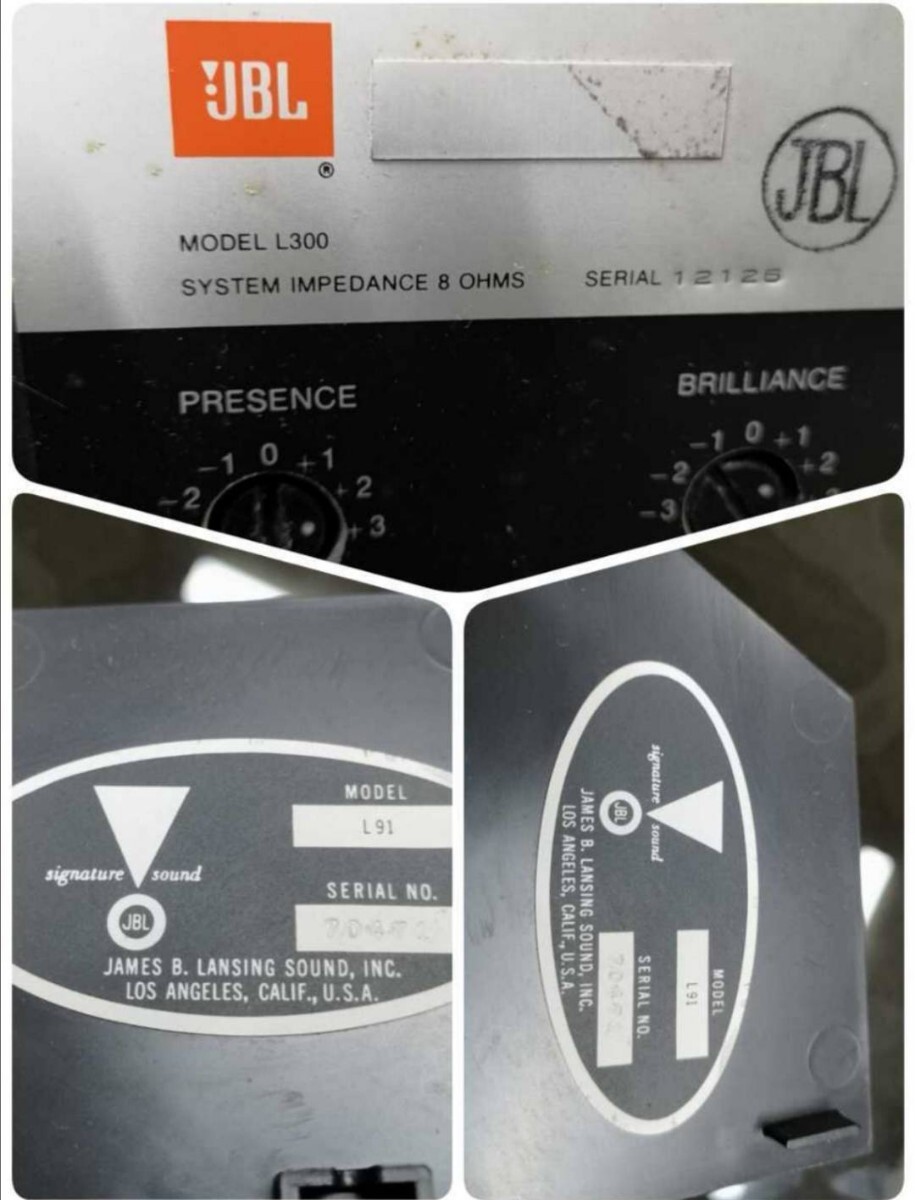 JBL
®
JBL
MODEL L300
SYSTEM IMPEDANCE 8 OHMS SERIAL 12125
PRESENCE
-2 -1 0 +1 +2 +3
BRILLIANCE
-3 -2 -1 0 +1 +2
MODEL
L91
signature sound
SERIAL NO.
JBL
JAMES B. LANSING SOUND, INC.
LOS ANGELES, CALIF., U.S.A.
MODEL
L91
signature sound
SERIAL NO.
JBL
JAMES B. LANSING SOUND, INC.
LOS ANGELES, CALIF., U.S.A.